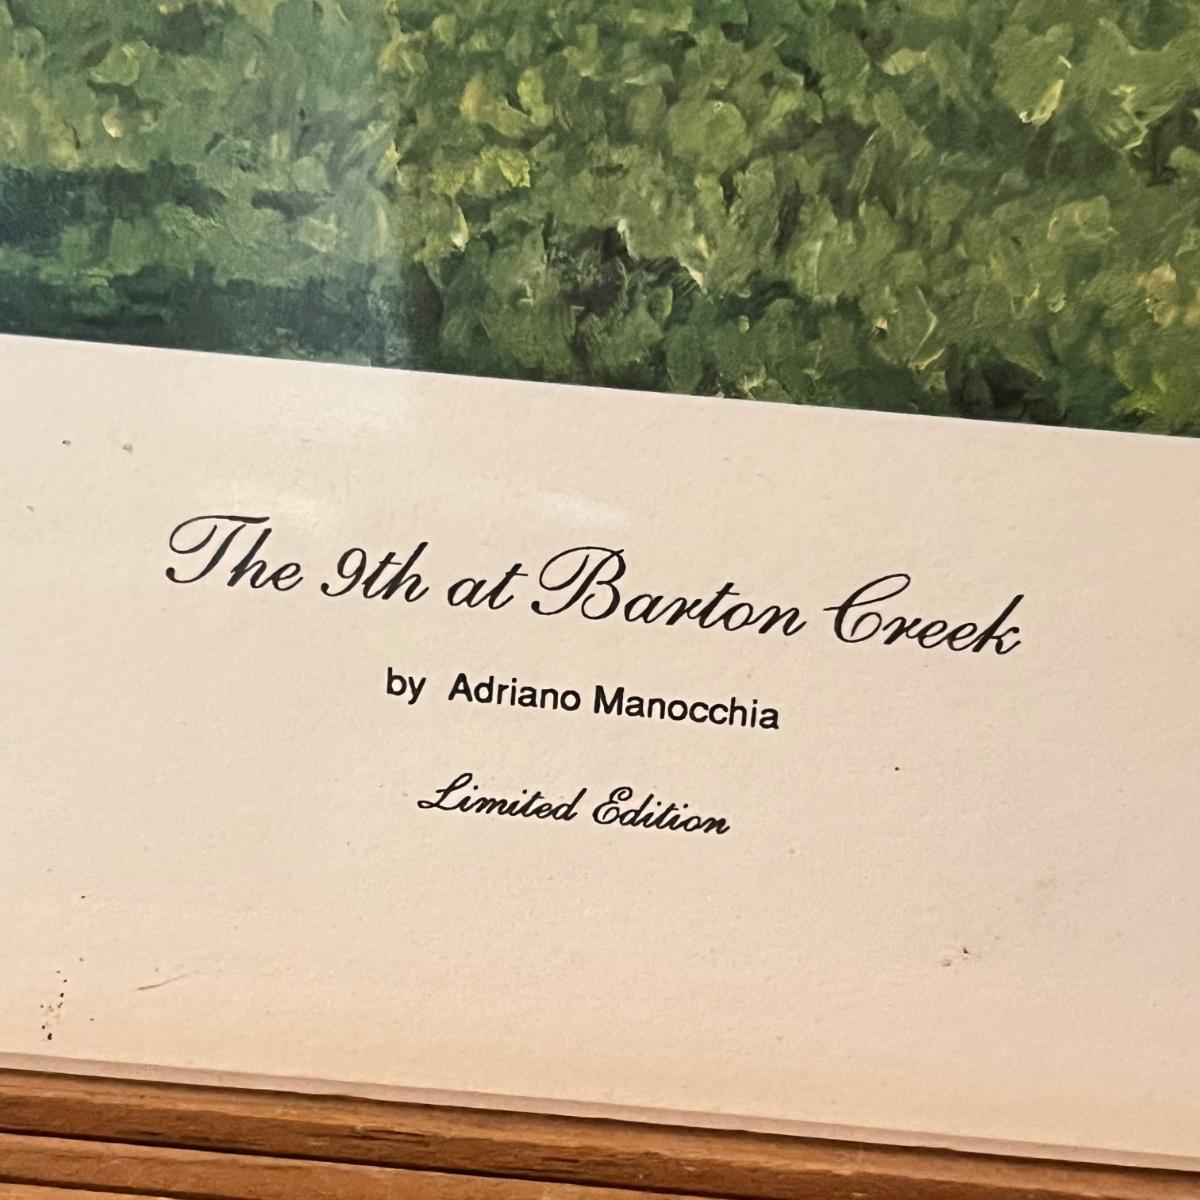 The 9th at Barton Creek
by Adriano Manocchia
Limited Edition